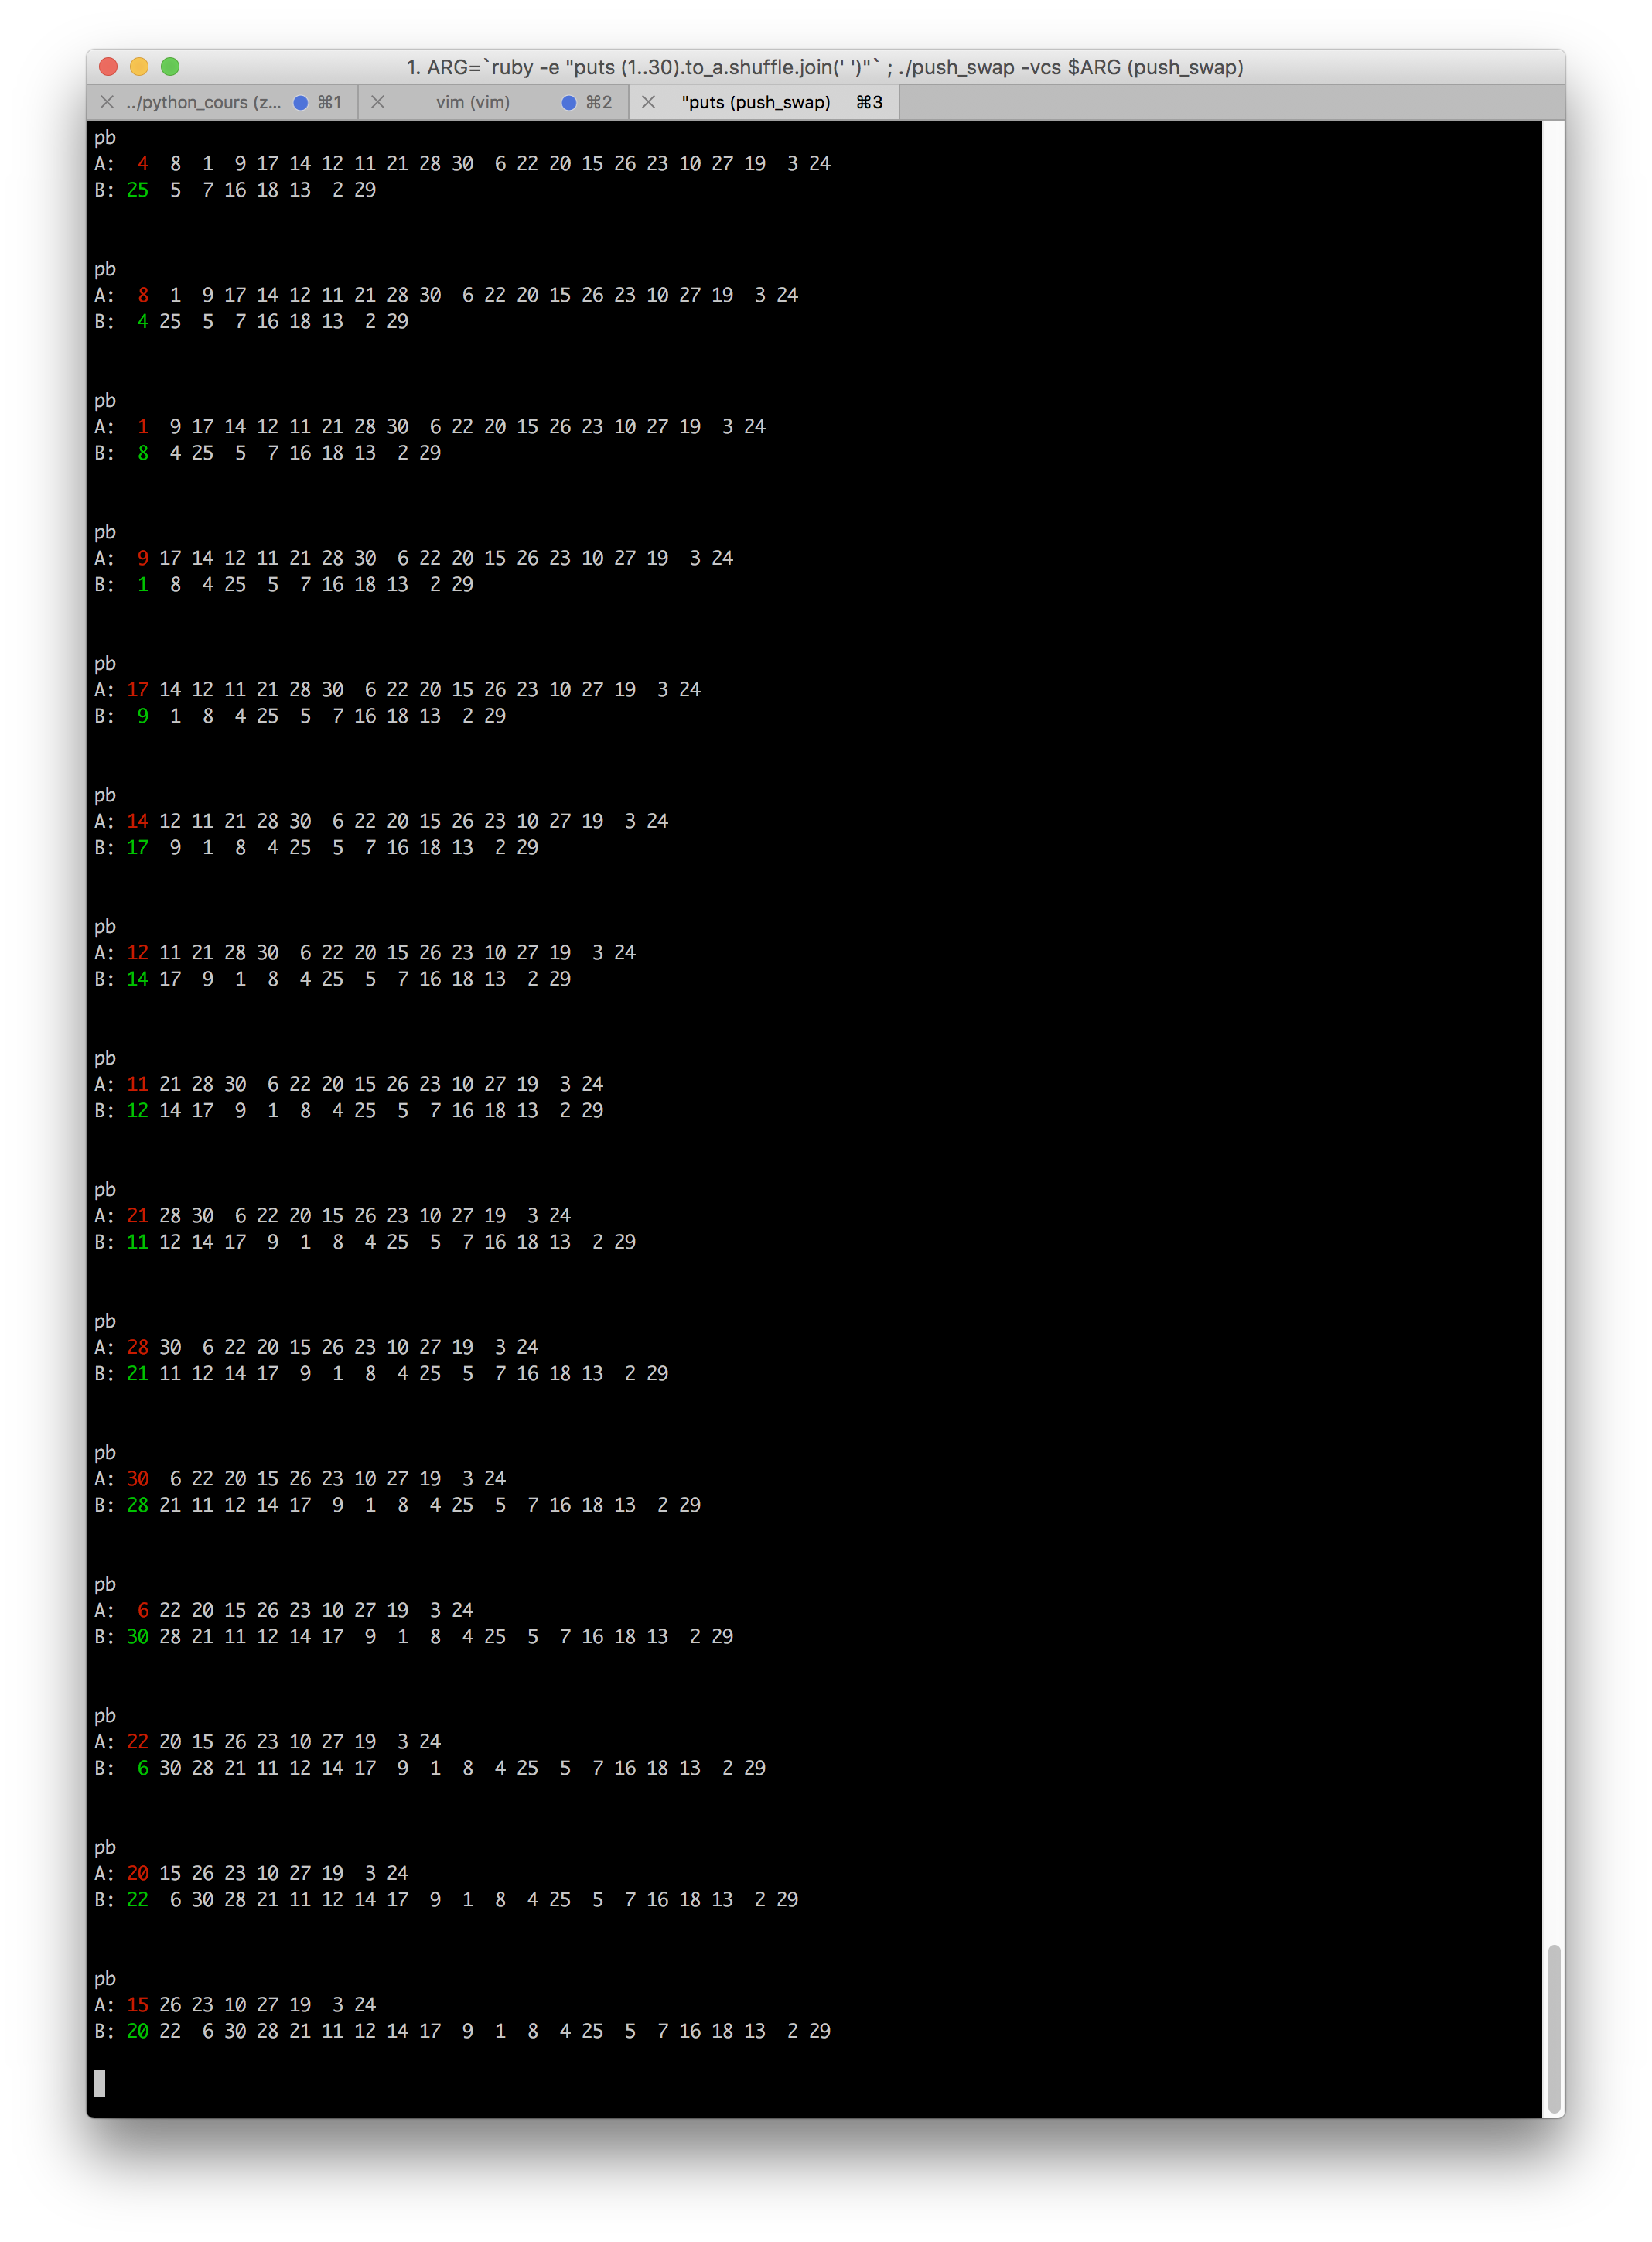 1. ARG=`ruby -e "puts (1..30).to_a.shuffle.join(' ')"` ; ./push_swap -vcs $ARG (push_swap)
../python_cours (z... ⌘1 vim (vim) ⌘2 "puts (push_swap) ⌘3
pb
A:  4  8  1  9 17 14 12 11 21 28 30  6 22 20 15 26 23 10 27 19  3 24
B: 25  5  7 16 18 13  2 29
pb
A:  8  1  9 17 14 12 11 21 28 30  6 22 20 15 26 23 10 27 19  3 24
B:  4 25  5  7 16 18 13  2 29
pb
A:  1  9 17 14 12 11 21 28 30  6 22 20 15 26 23 10 27 19  3 24
B:  8  4 25  5  7 16 18 13  2 29
pb
A:  9 17 14 12 11 21 28 30  6 22 20 15 26 23 10 27 19  3 24
B:  1  8  4 25  5  7 16 18 13  2 29
pb
A: 17 14 12 11 21 28 30  6 22 20 15 26 23 10 27 19  3 24
B:  9  1  8  4 25  5  7 16 18 13  2 29
pb
A: 14 12 11 21 28 30  6 22 20 15 26 23 10 27 19  3 24
B: 17  9  1  8  4 25  5  7 16 18 13  2 29
pb
A: 12 11 21 28 30  6 22 20 15 26 23 10 27 19  3 24
B: 14 17  9  1  8  4 25  5  7 16 18 13  2 29
pb
A: 11 21 28 30  6 22 20 15 26 23 10 27 19  3 24
B: 12 14 17  9  1  8  4 25  5  7 16 18 13  2 29
pb
A: 21 28 30  6 22 20 15 26 23 10 27 19  3 24
B: 11 12 14 17  9  1  8  4 25  5  7 16 18 13  2 29
pb
A: 28 30  6 22 20 15 26 23 10 27 19  3 24
B: 21 11 12 14 17  9  1  8  4 25  5  7 16 18 13  2 29
pb
A: 30  6 22 20 15 26 23 10 27 19  3 24
B: 28 21 11 12 14 17  9  1  8  4 25  5  7 16 18 13  2 29
pb
A:  6 22 20 15 26 23 10 27 19  3 24
B: 30 28 21 11 12 14 17  9  1  8  4 25  5  7 16 18 13  2 29
pb
A: 22 20 15 26 23 10 27 19  3 24
B:  6 30 28 21 11 12 14 17  9  1  8  4 25  5  7 16 18 13  2 29
pb
A: 20 15 26 23 10 27 19  3 24
B: 22  6 30 28 21 11 12 14 17  9  1  8  4 25  5  7 16 18 13  2 29
pb
A: 15 26 23 10 27 19  3 24
B: 20 22  6 30 28 21 11 12 14 17  9  1  8  4 25  5  7 16 18 13  2 29